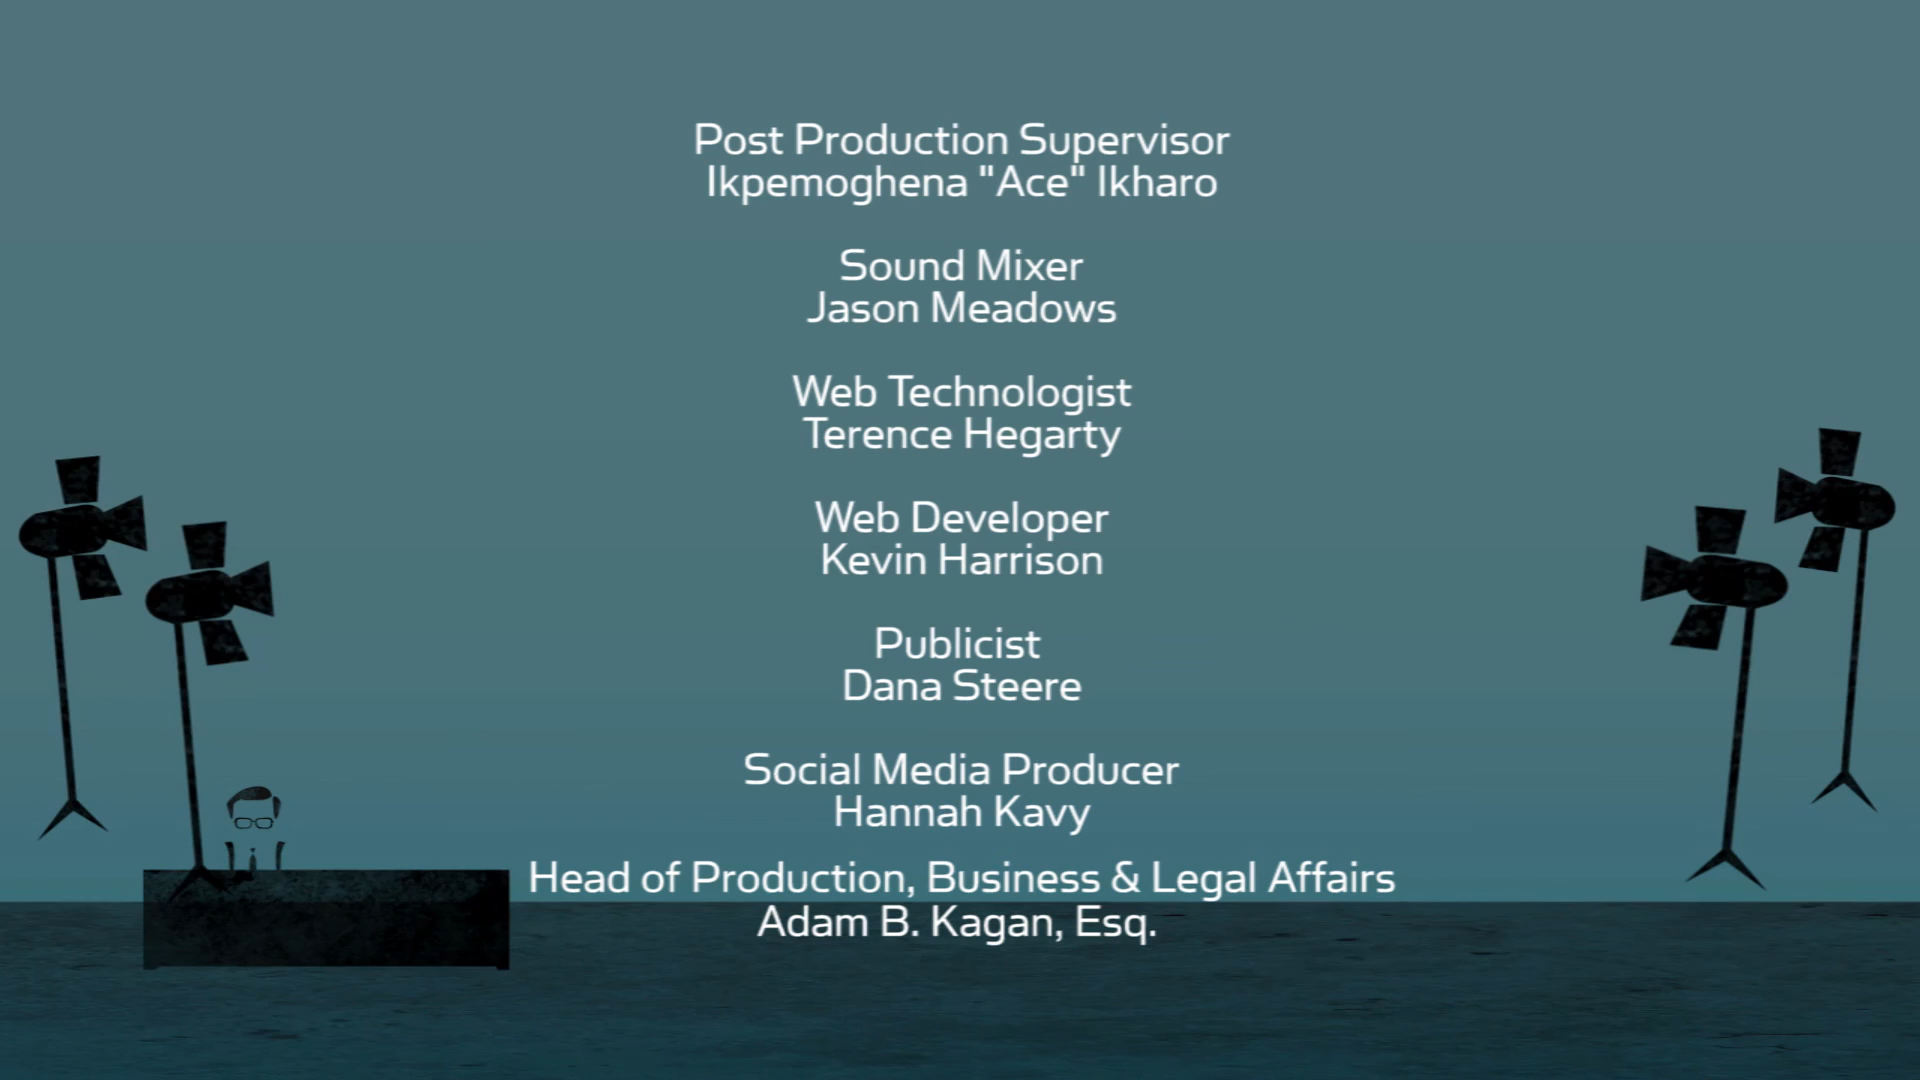 Post Production Supervisor
Ikpemoghena "Ace" Ikharo
Sound Mixer
Jason Meadows
Web Technologist
Terence Hegarty
Web Developer
Kevin Harrison
Publicist
Dana Steere
Social Media Producer
Hannah Kavy
Head of Production, Business & Legal Affairs
Adam B. Kagan, Esq.